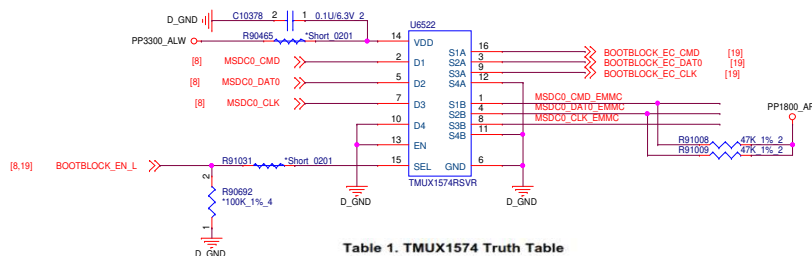 D_GND
C10378
2
1
0.1U/6.3V_2
PP3300_ALW
R90465
*Short_0201
U6522
14
VDD
[8]
MSDC0_CMD
2
D1
[8]
MSDC0_DAT0
5
D2
[8]
MSDC0_CLK
7
D3
10
D4
13
EN
15
SEL
S1A
16
BOOTBLOCK_EC_CMD
[19]
S2A
3
BOOTBLOCK_EC_DAT0
[19]
S3A
9
BOOTBLOCK_EC_CLK
[19]
S4A
12
S1B
1
MSDC0_CMD_EMMC
S2B
4
MSDC0_DAT0_EMMC
S3B
8
MSDC0_CLK_EMMC
S4B
11
GND
6
TMUX1574RSVR
PP1800_AP
R91008
47K_1%_2
R91009
47K_1%_2
[8,19]
BOOTBLOCK_EN_L
R91031
*Short_0201
2
R90692
*100K_1%_4
1
D_GND
D_GND
D_GND
Table 1. TMUX1574 Truth Table